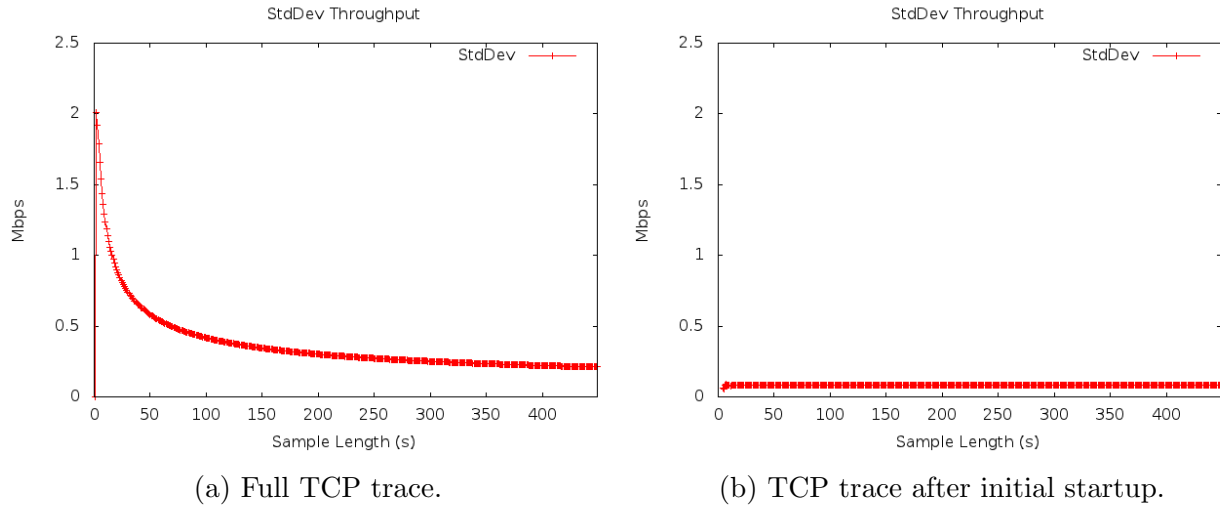 StdDev Throughput
2.5
2
1.5
1
0.5
0
Mbps
StdDev
0 50 100 150 200 250 300 350 400
Sample Length (s)
(a) Full TCP trace.
StdDev Throughput
2.5
2
1.5
1
0.5
0
Mbps
StdDev
0 50 100 150 200 250 300 350 400
Sample Length (s)
(b) TCP trace after initial startup.